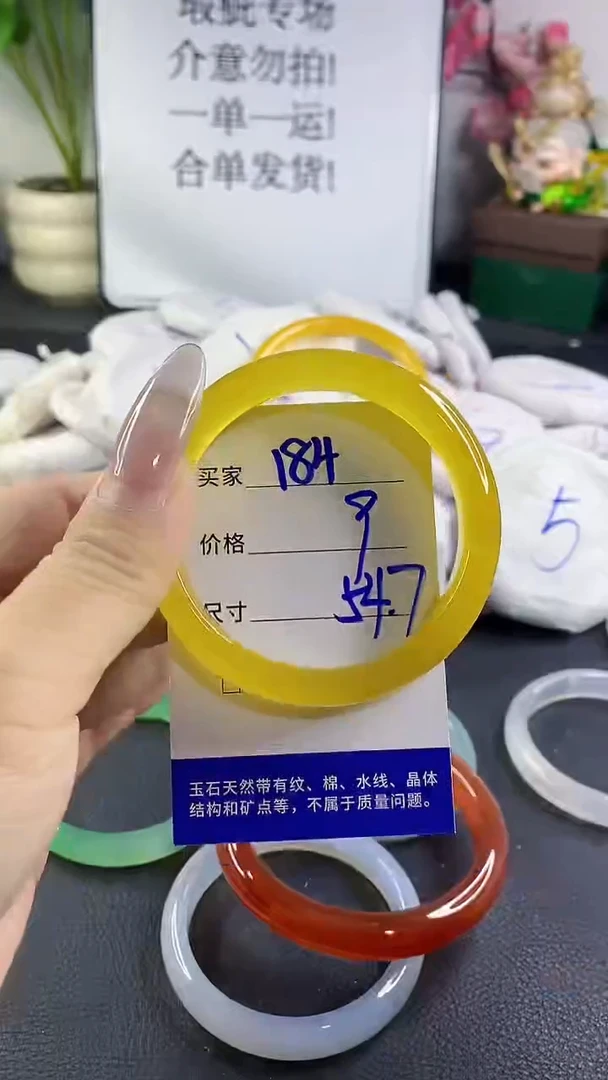 瑕疵专场
介意勿拍!
一单一运!
合单发货!
买家 184
价格 9
尺寸 54.7
玉石天然带有纹、棉、水线、晶体
结构和矿点等，不属于质量问题。
5